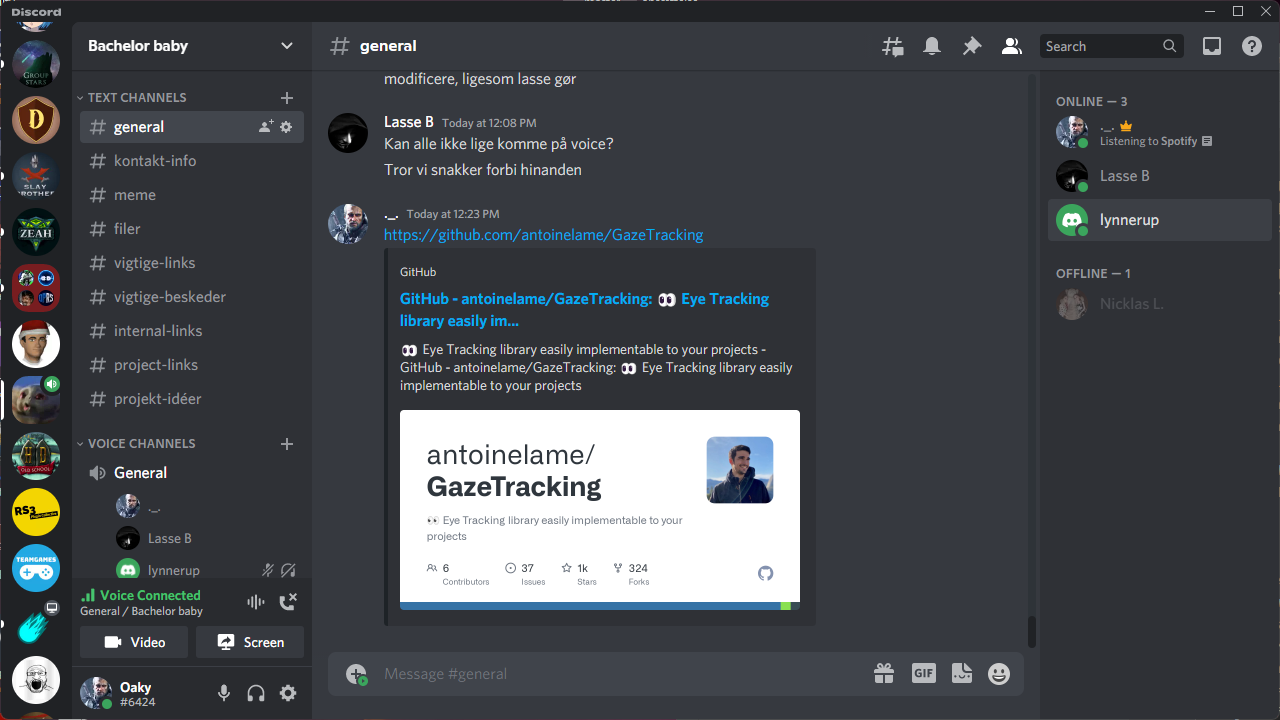 Discord
Bachelor baby
general
Search
TEXT CHANNELS
general
kontakt-info
meme
filer
vigtige-links
vigtige-beskeder
internal-links
project-links
projekt-idéer
VOICE CHANNELS
General
._.
Lasse B
lynnerup
Voice Connected
General / Bachelor baby
Video
Screen
Oaky
#6424
GROUP
STARS
D
SLAY
ZEAH
HD
OLD SCHOOL
RS3
TEAMGAMES
modificere, ligesom lasse gør
Lasse B Today at 12:08 PM
Kan alle ikke lige komme på voice?
Tror vi snakker forbi hinanden
._. Today at 12:23 PM
https://github.com/antoinelame/GazeTracking
GitHub
GitHub - antoinelame/GazeTracking: 👀 Eye Tracking
library easily im...
👀 Eye Tracking library easily implementable to your projects -
GitHub - antoinelame/GazeTracking: 👀 Eye Tracking library easily
implementable to your projects
antoinelame/
GazeTracking
👀 Eye Tracking library easily implementable to your
projects
6 37 1k 324
Contributors Issues Stars Forks
Message #general
GIF
ONLINE — 3
._.
Listening to Spotify
Lasse B
lynnerup
OFFLINE — 1
Nicklas L.